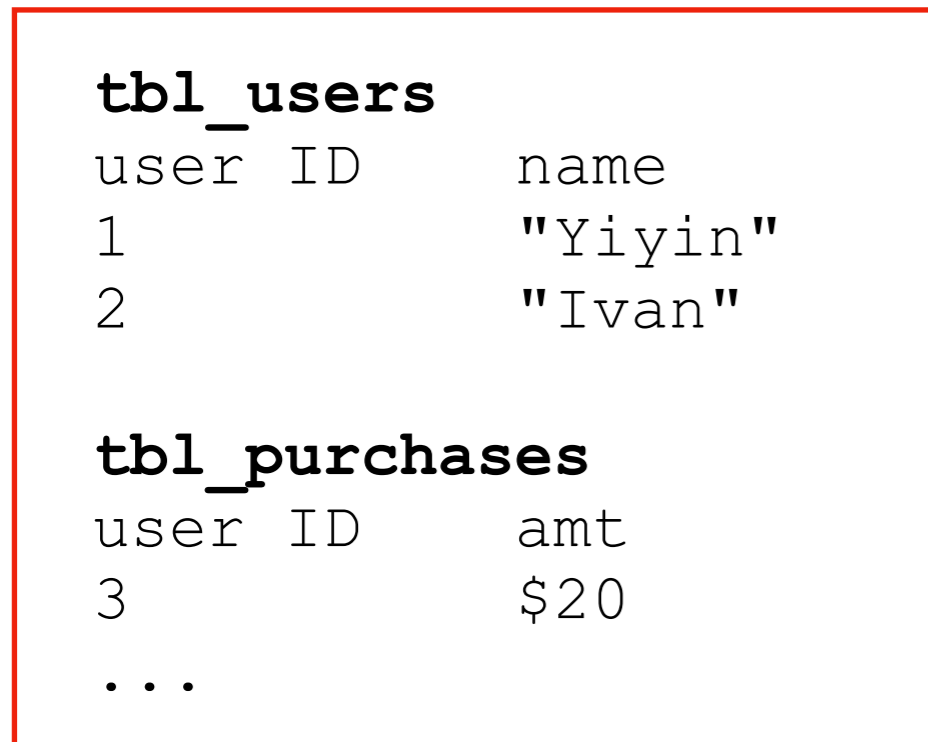 tbl_users
user ID name
1 "Yiyin"
2 "Ivan"
tbl_purchases
user ID amt
3 $20
...